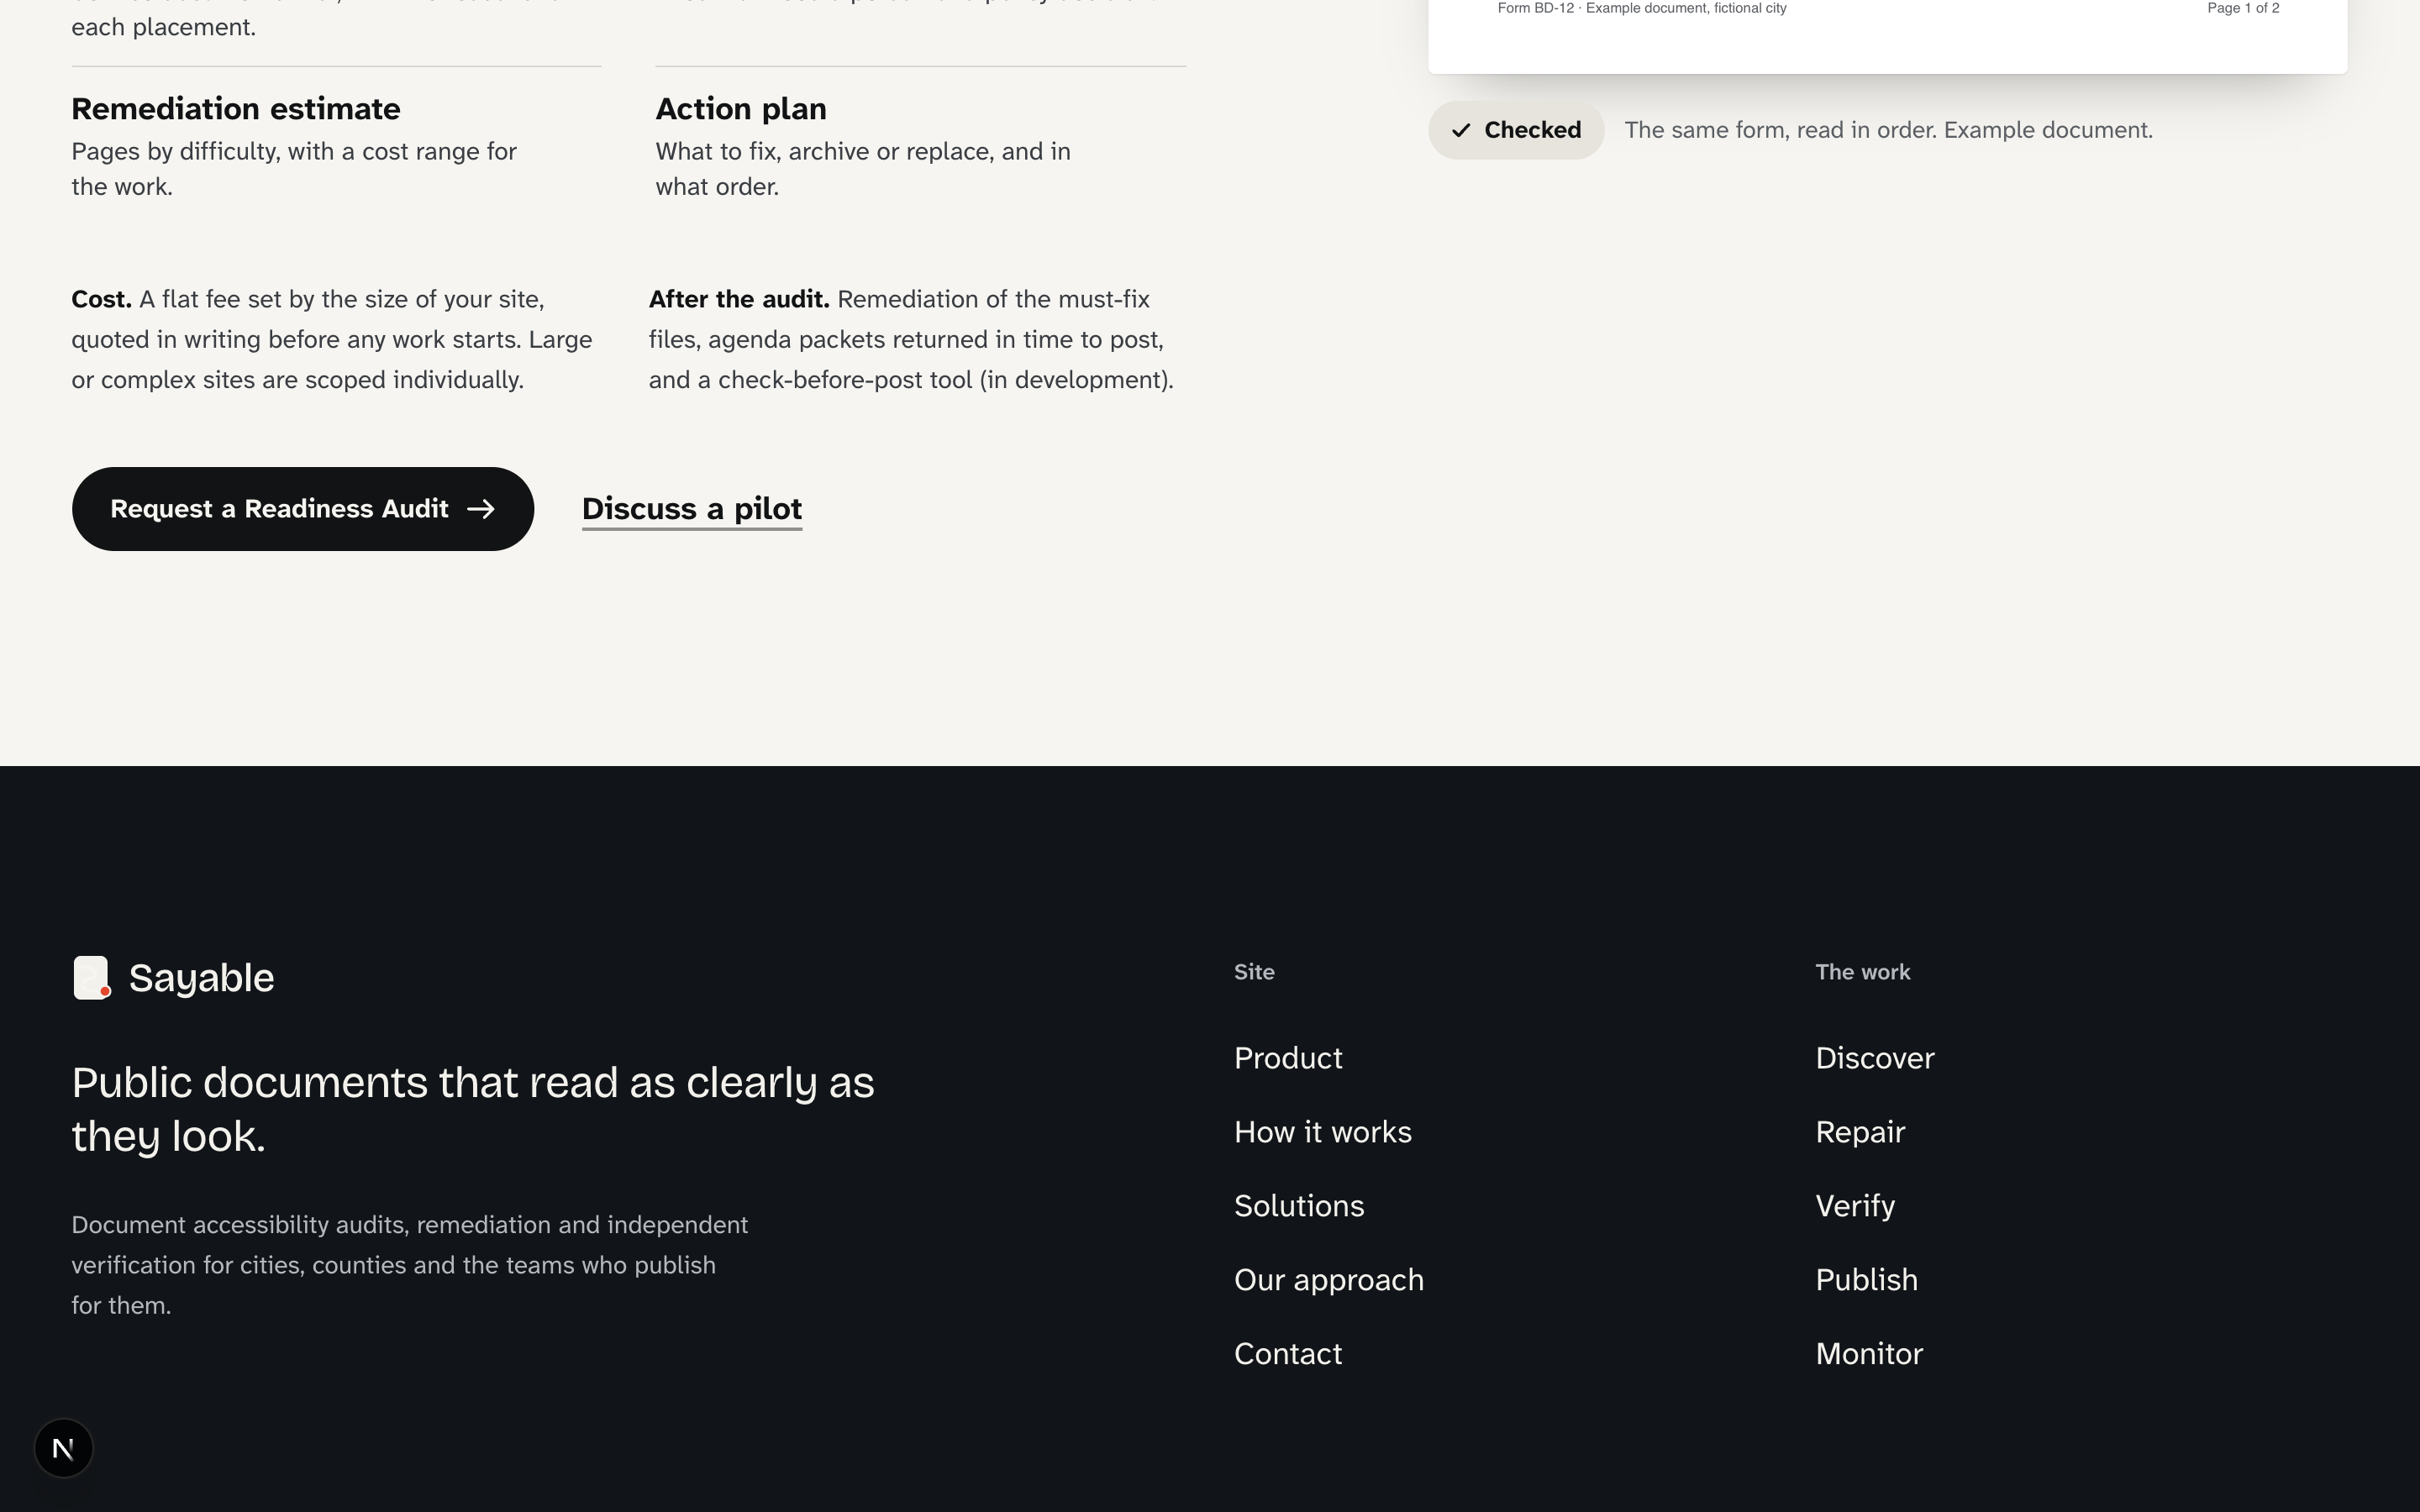 each placement.
Remediation estimate
Pages by difficulty, with a cost range for
the work.
Action plan
What to fix, archive or replace, and in
what order.
Cost. A flat fee set by the size of your site,
quoted in writing before any work starts. Large
or complex sites are scoped individually.
After the audit. Remediation of the must-fix
files, agenda packets returned in time to post,
and a check-before-post tool (in development).
Request a Readiness Audit →
Discuss a pilot
Form BD-12 · Example document, fictional city
Page 1 of 2
✓ Checked
The same form, read in order. Example document.
Sayable
Public documents that read as clearly as
they look.
Document accessibility audits, remediation and independent
verification for cities, counties and the teams who publish
for them.
Site
Product
How it works
Solutions
Our approach
Contact
The work
Discover
Repair
Verify
Publish
Monitor
N